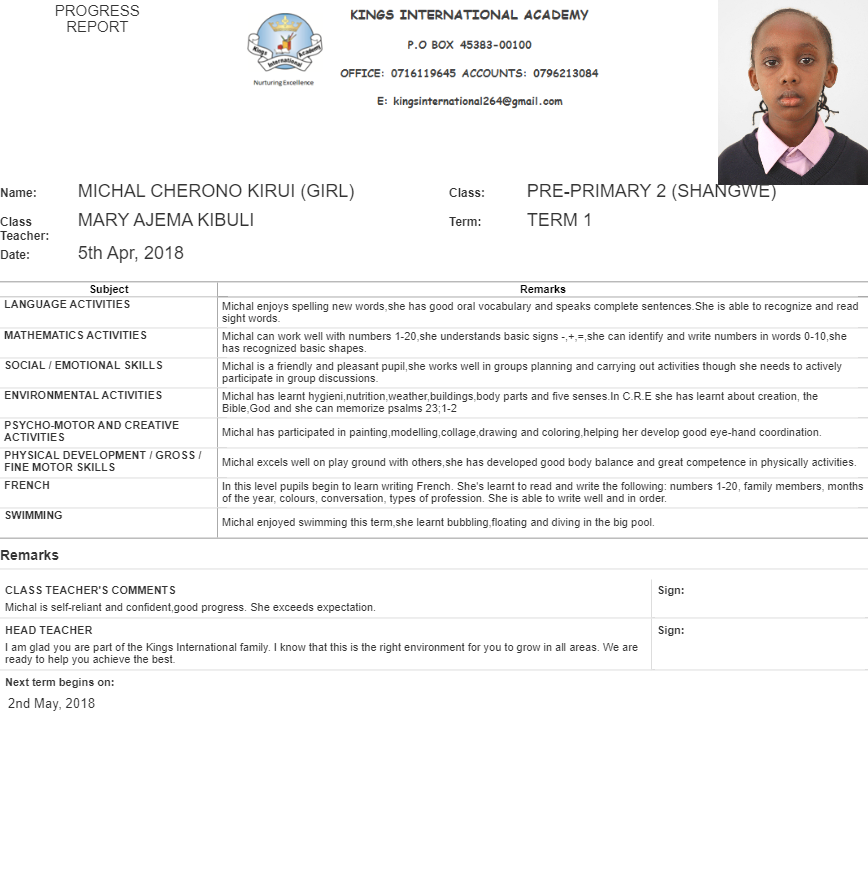 PROGRESS
REPORT
Kings Academy
International
Nurturing Excellence
KINGS INTERNATIONAL ACADEMY
P.O BOX 45383-00100
OFFICE: 0716119645 ACCOUNTS: 0796213084
E: kingsinternational264@gmail.com
Name: MICHAL CHERONO KIRUI (GIRL) Class: PRE-PRIMARY 2 (SHANGWE)
Class Teacher: MARY AJEMA KIBULI Term: TERM 1
Date: 5th Apr, 2018
Subject Remarks
LANGUAGE ACTIVITIES
Michal enjoys spelling new words,she has good oral vocabulary and speaks complete sentences.She is able to recognize and read
sight words.
MATHEMATICS ACTIVITIES
Michal can work well with numbers 1-20,she understands basic signs -,+,=,she can identify and write numbers in words 0-10,she
has recognized basic shapes.
SOCIAL / EMOTIONAL SKILLS
Michal is a friendly and pleasant pupil,she works well in groups planning and carrying out activities though she needs to actively
participate in group discussions.
ENVIRONMENTAL ACTIVITIES
Michal has learnt hygieni,nutrition,weather,buildings,body parts and five senses.In C.R.E she has learnt about creation, the
Bible,God and she can memorize psalms 23;1-2
PSYCHO-MOTOR AND CREATIVE
ACTIVITIES
Michal has participated in painting,modelling,collage,drawing and coloring,helping her develop good eye-hand coordination.
PHYSICAL DEVELOPMENT / GROSS /
FINE MOTOR SKILLS
Michal excels well on play ground with others,she has developed good body balance and great competence in physically activities.
FRENCH
In this level pupils begin to learn writing French. She's learnt to read and write the following: numbers 1-20, family members, months
of the year, colours, conversation, types of profession. She is able to write well and in order.
SWIMMING
Michal enjoyed swimming this term,she learnt bubbling,floating and diving in the big pool.
Remarks
CLASS TEACHER'S COMMENTS Sign:
Michal is self-reliant and confident,good progress. She exceeds expectation.
HEAD TEACHER Sign:
I am glad you are part of the Kings International family. I know that this is the right environment for you to grow in all areas. We are
ready to help you achieve the best.
Next term begins on:
2nd May, 2018